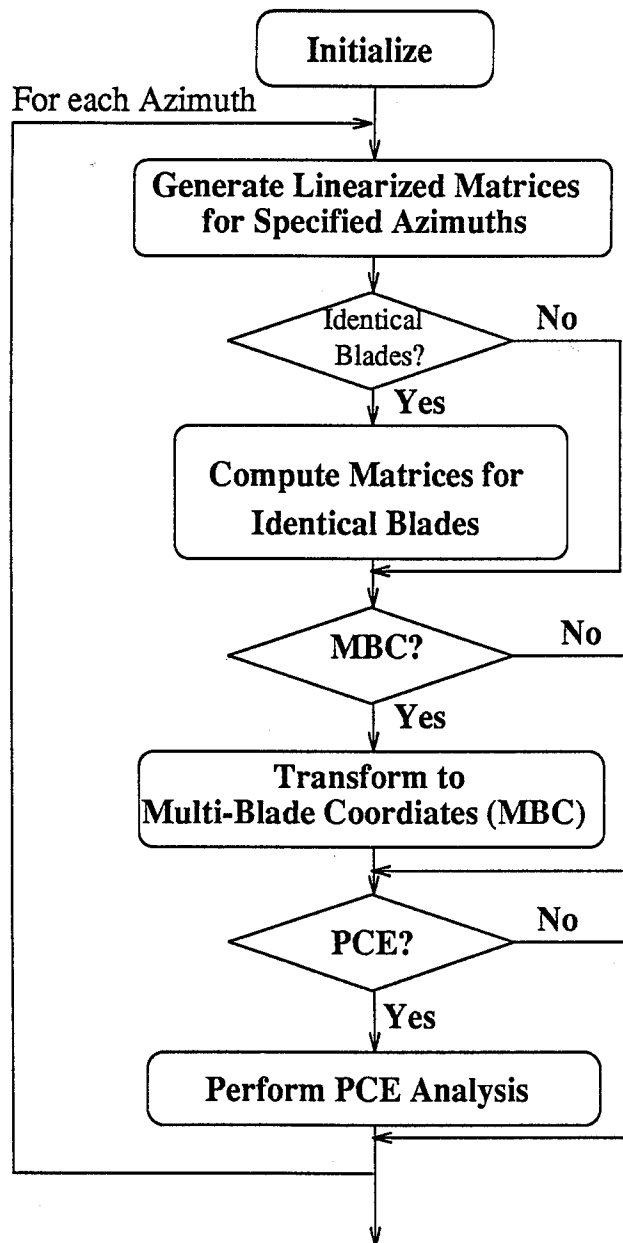 Initialize
For each Azimuth
Generate Linearized Matrices
for Specified Azimuths
Identical
Blades?
No
Yes
Compute Matrices for
Identical Blades
MBC?
No
Yes
Transform to
Multi-Blade Coordiates (MBC)
PCE?
No
Yes
Perform PCE Analysis